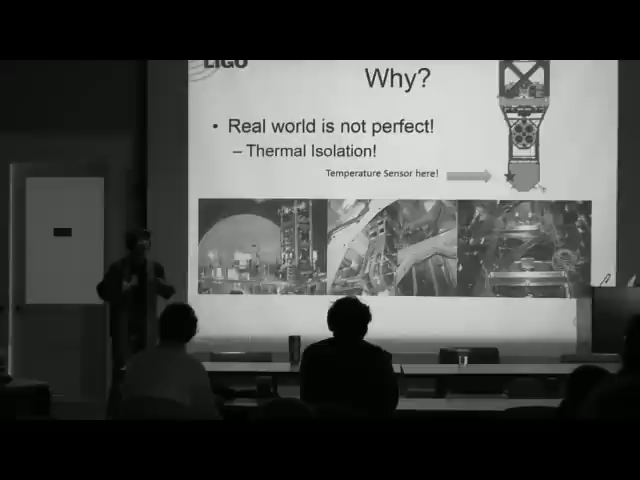 LIGO
Why?
• Real world is not perfect!
– Thermal Isolation!
Temperature Sensor here!